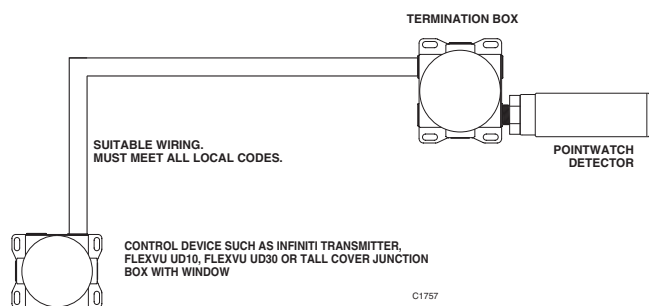 TERMINATION BOX
SUITABLE WIRING.
MUST MEET ALL LOCAL CODES.
POINTWATCH
DETECTOR
CONTROL DEVICE SUCH AS INFINITI TRANSMITTER,
FLEXVU UD10, FLEXVU UD30 OR TALL COVER JUNCTION
BOX WITH WINDOW
C1757